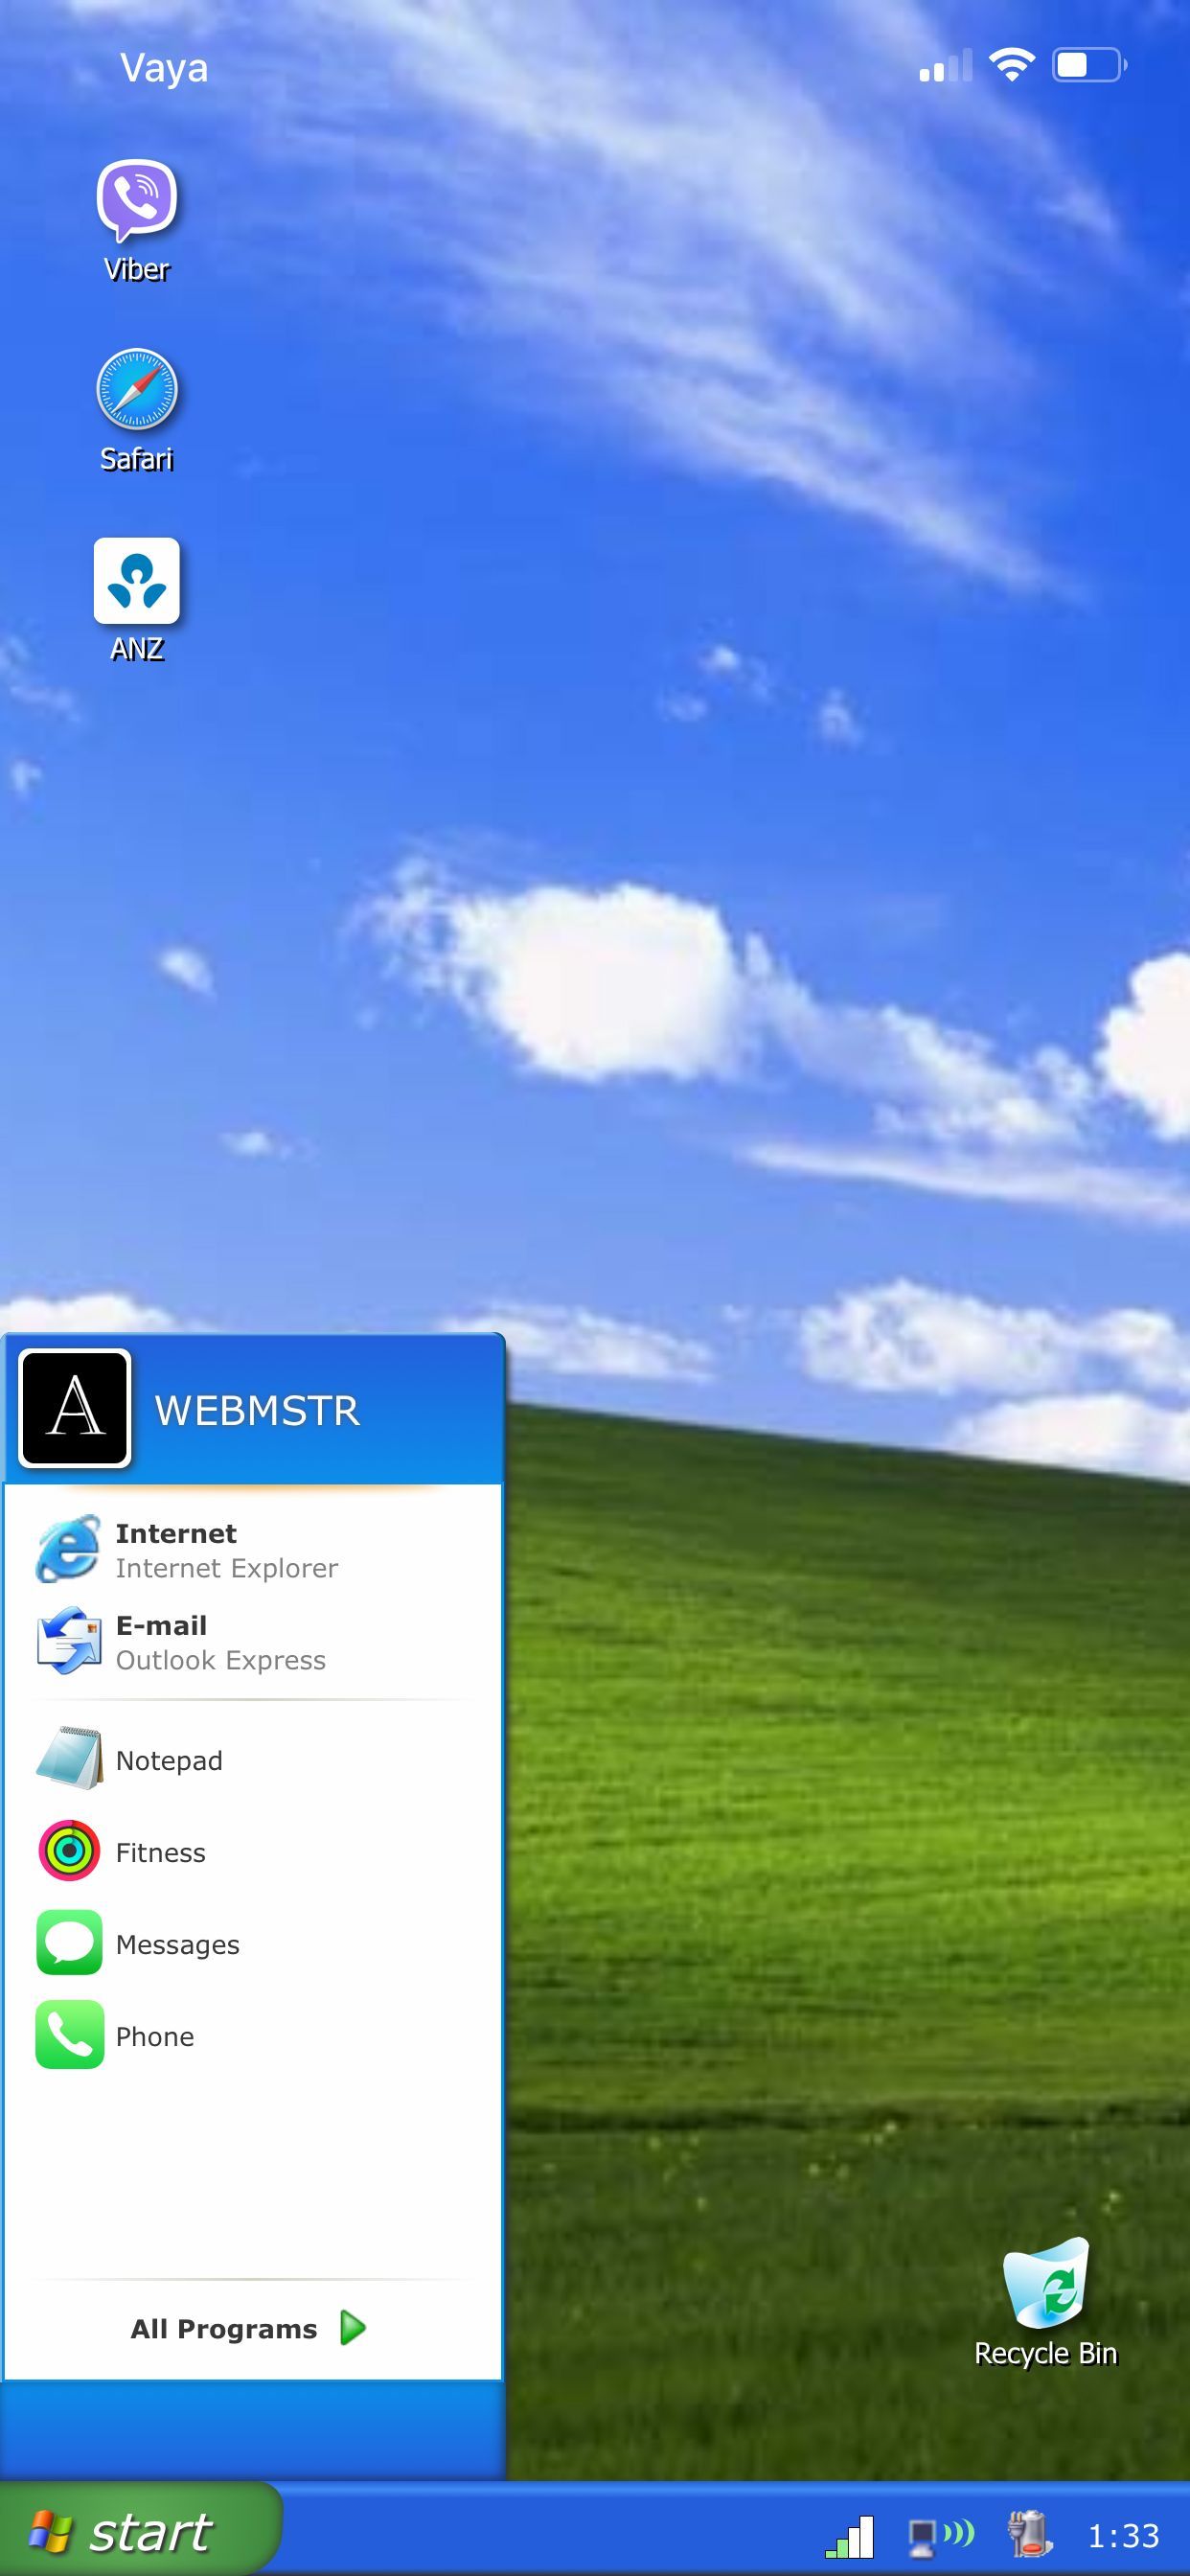 Vaya
Viber
Safari
ANZ
A
WEBMSTR
Internet
Internet Explorer
E-mail
Outlook Express
Notepad
Fitness
Messages
Phone
All Programs
Recycle Bin
start
1:33